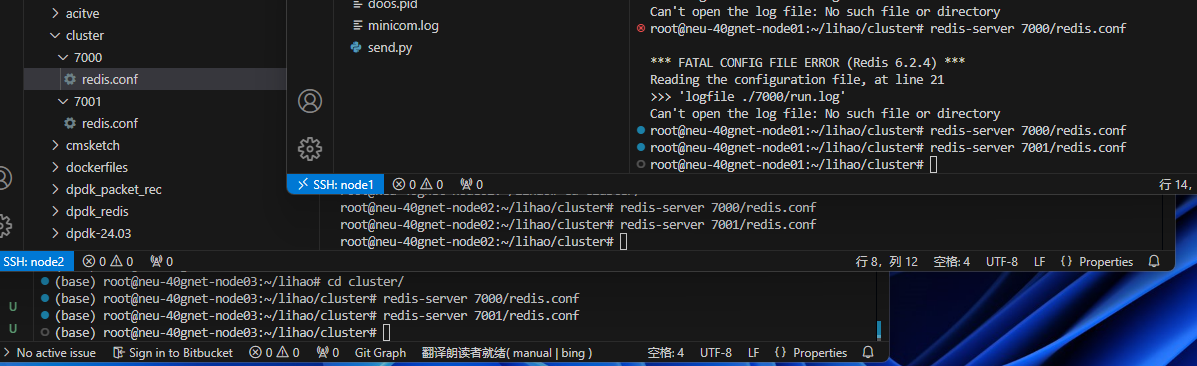 acitve
cluster
7000
redis.conf
7001
redis.conf
cmsketch
dockerfiles
dpdk_packet_rec
dpdk_redis
dpdk-24.03
SSH: node2
0 0
0
doos.pid
minicom.log
send.py
SSH: node1
0 0
0
Can't open the log file: No such file or directory
root@neu-40gnet-node01:~/lihao/cluster# redis-server 7000/redis.conf
*** FATAL CONFIG FILE ERROR (Redis 6.2.4) ***
Reading the configuration file, at line 21
>>> 'logfile ./7000/run.log'
Can't open the log file: No such file or directory
root@neu-40gnet-node01:~/lihao/cluster# redis-server 7000/redis.conf
root@neu-40gnet-node01:~/lihao/cluster# redis-server 7001/redis.conf
root@neu-40gnet-node01:~/lihao/cluster#
行 14,
root@neu-40gnet-node02:~/lihao/cluster# redis-server 7000/redis.conf
root@neu-40gnet-node02:~/lihao/cluster# redis-server 7001/redis.conf
root@neu-40gnet-node02:~/lihao/cluster#
行 8，列 12 空格: 4 UTF-8 LF {} Properties
(base) root@neu-40gnet-node03:~/lihao# cd cluster/
(base) root@neu-40gnet-node03:~/lihao/cluster# redis-server 7000/redis.conf
(base) root@neu-40gnet-node03:~/lihao/cluster# redis-server 7001/redis.conf
(base) root@neu-40gnet-node03:~/lihao/cluster#
U
U
No active issue Sign in to Bitbucket 0 0 0 Git Graph 翻译朗读者就绪( manual | bing ) 空格: 4 UTF-8 LF {} Properties